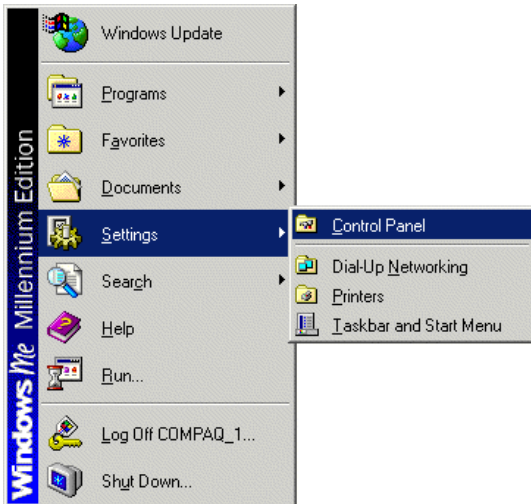 Windows Update
Programs
Favorites
Documents
Settings
Search
Help
Run...
Log Off COMPAQ_1...
Shut Down...
Control Panel
Dial-Up Networking
Printers
Taskbar and Start Menu
Windows Me Millennium Edition